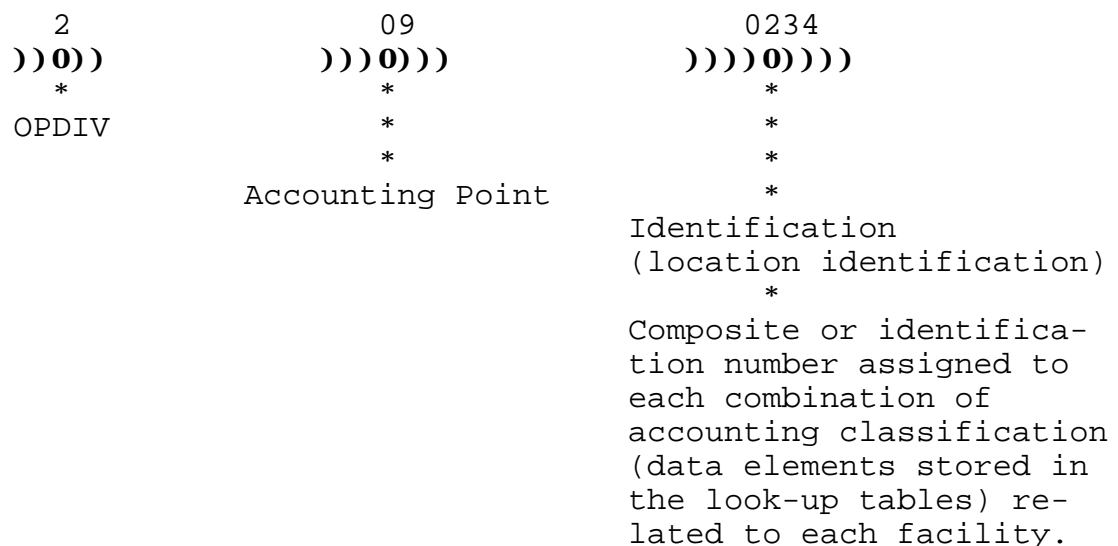 2 09 0234
))0)) )))0))) ))))0))))
* * *
OPDIV * *
* *
Accounting Point *
Identification
(location identification)
*
Composite or identifica-
tion number assigned to
each combination of
accounting classification
(data elements stored in
the look-up tables) re-
lated to each facility.